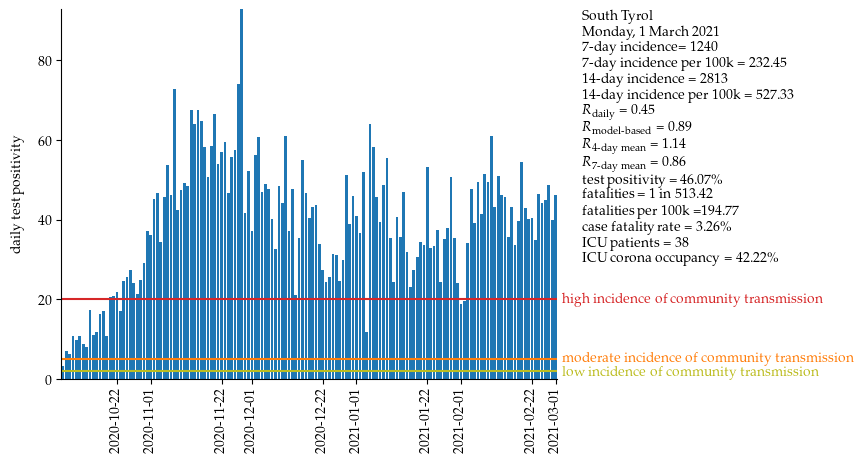 South Tyrol
Monday, 1 March 2021
7-day incidence= 1240
7-day incidence per 100k = 232.45
14-day incidence = 2813
14-day incidence per 100k = 527.33
R daily = 0.45
R model-based = 0.89
R 4-day mean = 1.14
R 7-day mean = 0.86
test positivity = 46.07%
fatalities = 1 in 513.42
fatalities per 100k =194.77
case fatality rate = 3.26%
ICU patients = 38
ICU corona occupancy = 42.22%
daily test positivity
80
60
40
20
0
high incidence of community transmission
moderate incidence of community transmission
low incidence of community transmission
2020-10-22
2020-11-01
2020-11-22
2020-12-01
2020-12-22
2021-01-01
2021-01-22
2021-02-01
2021-02-22
2021-03-01